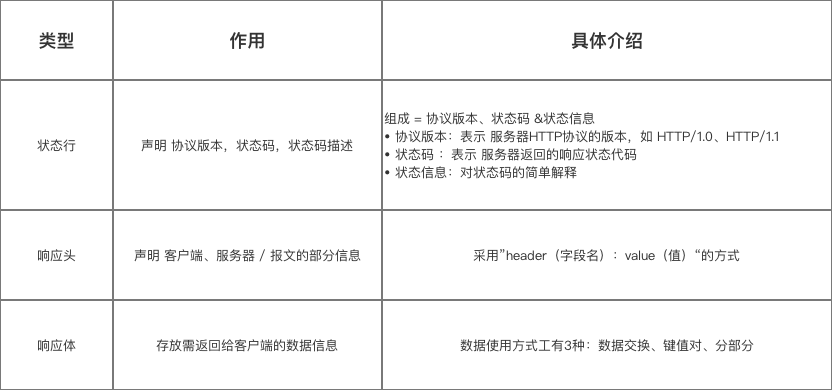 类型
作用
具体介绍
状态行
声明 协议版本，状态码，状态码描述
组成 = 协议版本、状态码 &状态信息
• 协议版本：表示 服务器HTTP协议的版本，如 HTTP/1.0、HTTP/1.1
• 状态码 ：表示 服务器返回的响应状态代码
• 状态信息：对状态码的简单解释
响应头
声明 客户端、服务器 / 报文的部分信息
采用”header（字段名）：value（值）“的方式
响应体
存放需返回给客户端的数据信息
数据使用方式工有3种：数据交换、键值对、分部分